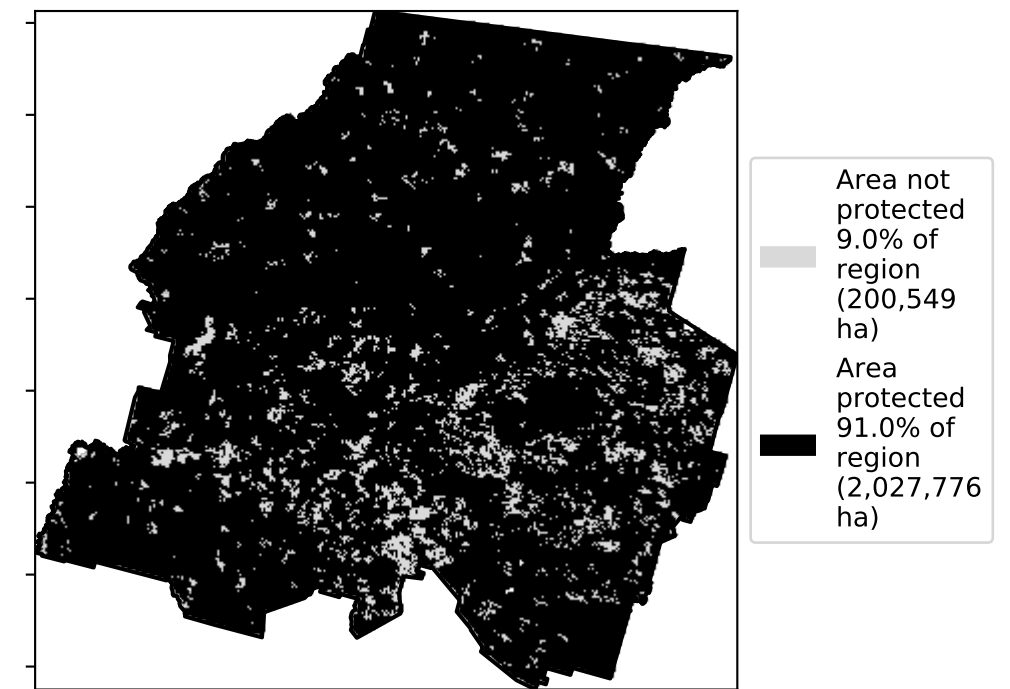 Area not
protected
9.0% of
region
(200,549
ha)
Area
protected
91.0% of
region
(2,027,776
ha)